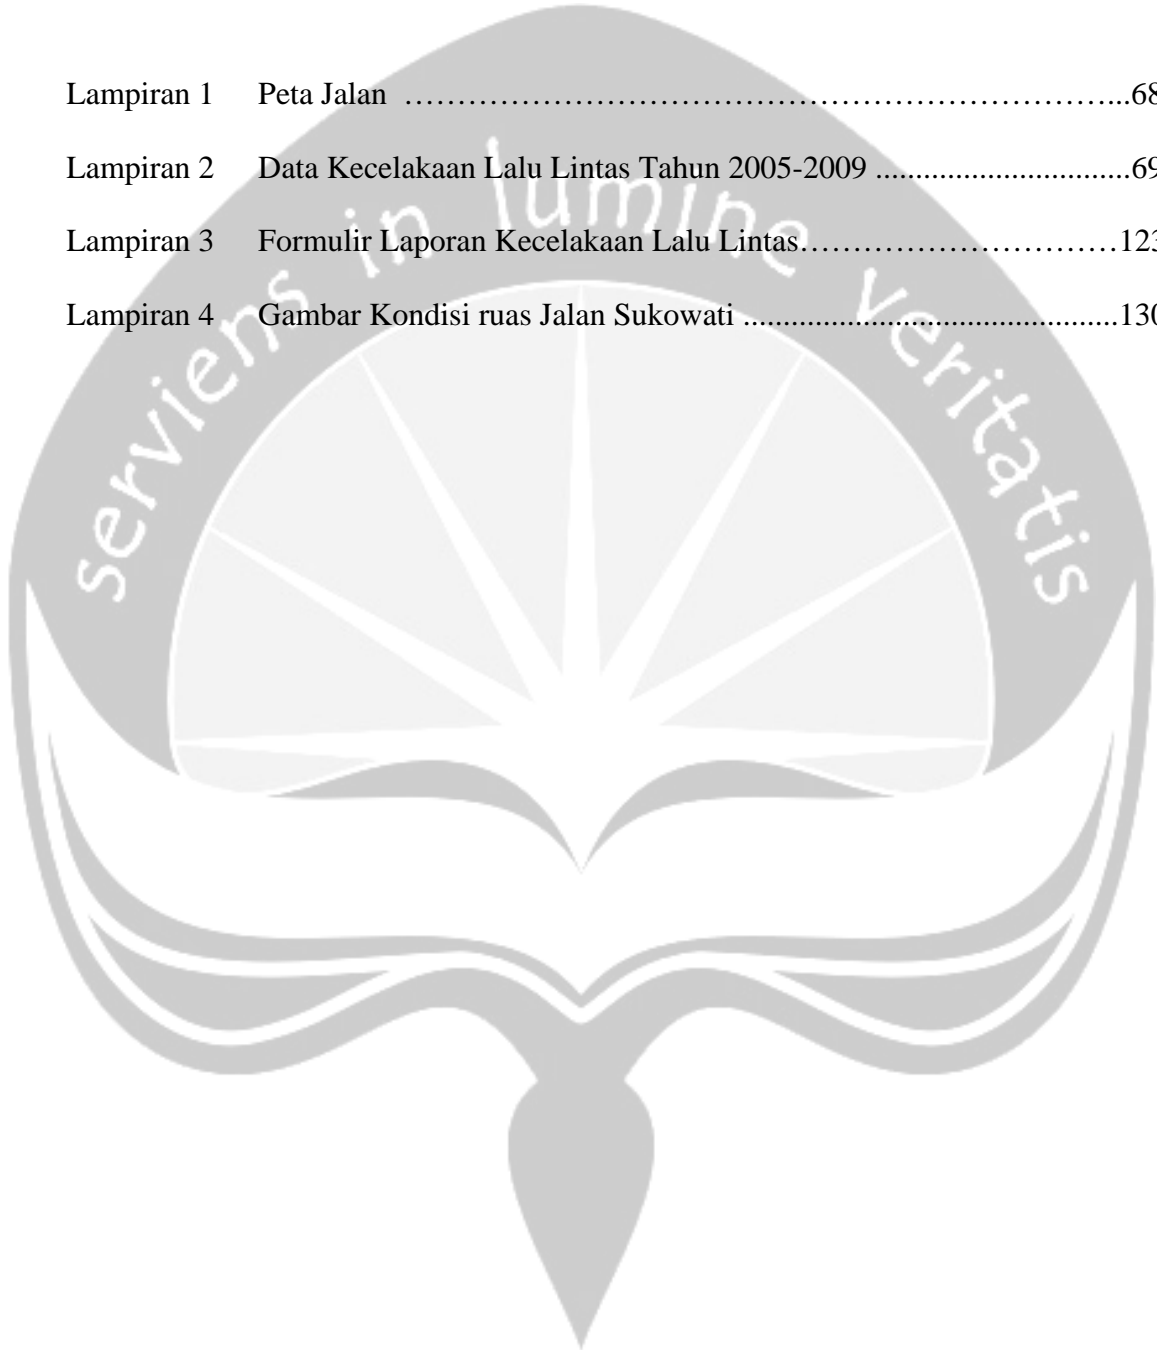 Lampiran 1 Peta Jalan ……………………………………………………………………...68
Lampiran 2 Data Kecelakaan Lalu Lintas Tahun 2005-2009 ................................69
Lampiran 3 Formulir Laporan Kecelakaan Lalu Lintas…………………………123
Lampiran 4 Gambar Kondisi ruas Jalan Sukowati ...............................................130
serviens in lumine veritatis